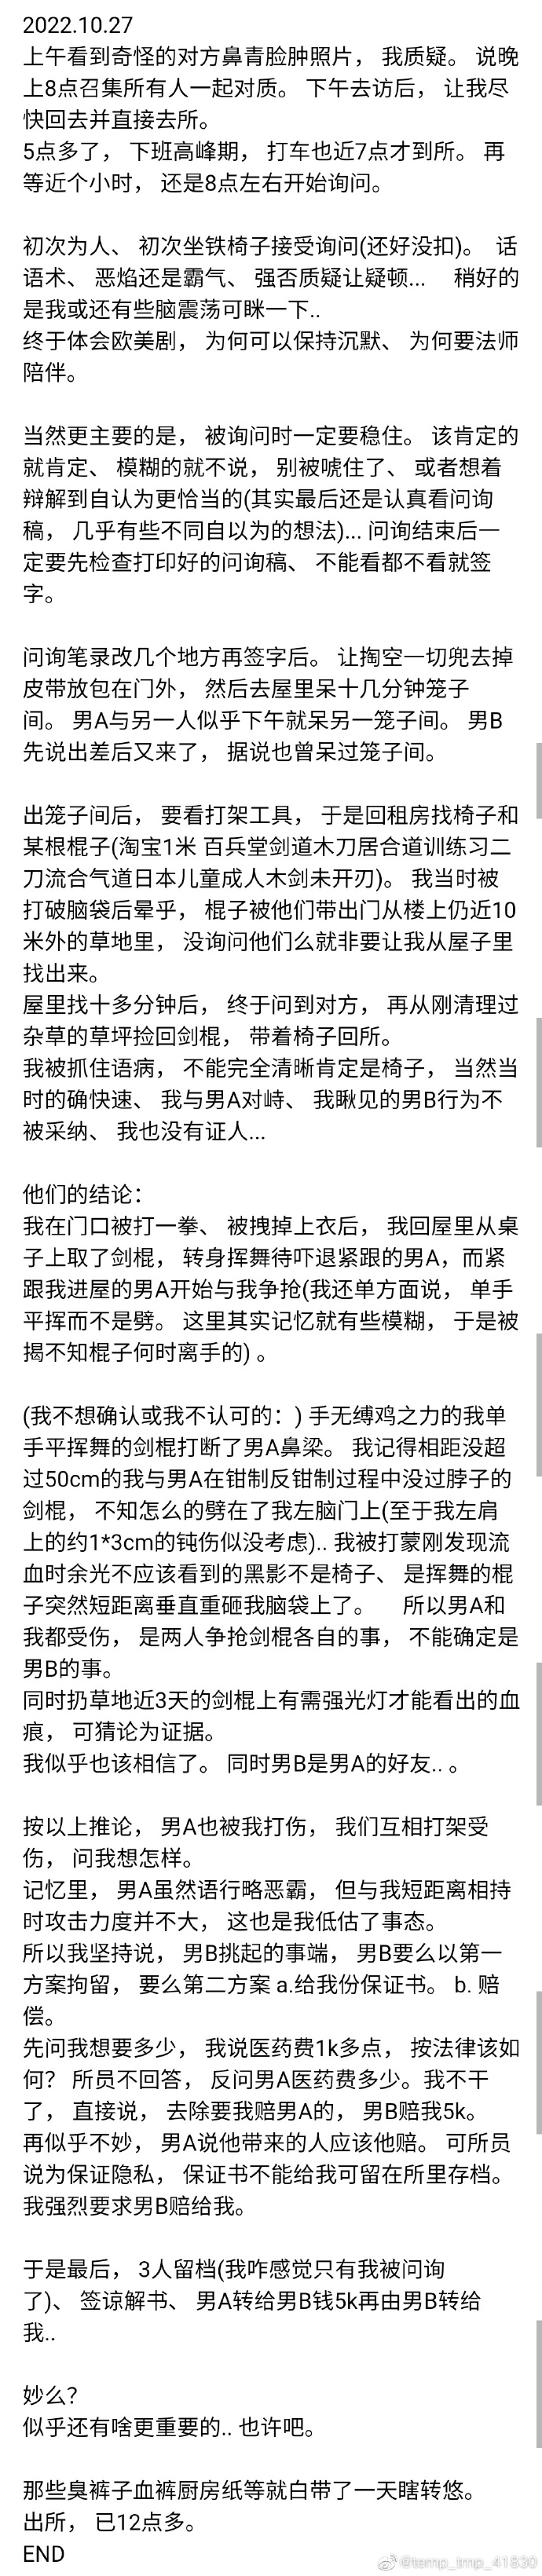 2022.10.27
上午看到奇怪的对方鼻青脸肿照片， 我质疑。 说晚
上8点召集所有人一起对质。 下午去访后， 让我尽
快回去并直接去所。
5点多了， 下班高峰期， 打车也近7点才到所。 再
等近个小时， 还是8点左右开始询问。
初次为人、 初次坐铁椅子接受询问(还好没扣)。 话
语术、 恶焰还是霸气、 强否质疑让疑顿... 稍好的
是我或还有些脑震荡可眯一下..
终于体会欧美剧， 为何可以保持沉默、 为何要法师
陪伴。
当然更主要的是， 被询问时一定要稳住。 该肯定的
就肯定、 模糊的就不说， 别被唬住了、 或者想着
辩解到自认为更恰当的(其实最后还是认真看问询
稿， 几乎有些不同自以为的想法)... 问询结束后一
定要先检查打印好的问询稿、 不能看都不看就签
字。
问询笔录改几个地方再签字后。 让掏空一切兜去掉
皮带放包在门外， 然后去屋里呆十几分钟笼子
间。 男A与另一人似乎下午就呆另一笼子间。 男B
先说出差后又来了， 据说也曾呆过笼子间。
出笼子间后， 要看打架工具， 于是回租房找椅子和
某根棍子(淘宝1米 百兵堂剑道木刀居合道训练习二
刀流合气道日本儿童成人木剑未开刃)。 我当时被
打破脑袋后晕乎， 棍子被他们带出门从楼上仍近10
米外的草地里， 没询问他们么就非要让我从屋子里
找出来。
屋里找十多分钟后， 终于问到对方， 再从刚清理过
杂草的草坪捡回剑棍， 带着椅子回所。
我被抓住语病， 不能完全清晰肯定是椅子， 当然当
时的确快速、 我与男A对峙、 我瞅见的男B行为不
被采纳、 我也没有证人...
他们的结论：
我在门口被打一拳、 被拽掉上衣后， 我回屋里从桌
子上取了剑棍， 转身挥舞待吓退紧跟的男A，而紧
跟我进屋的男A开始与我争抢(我还单方面说， 单手
平挥而不是劈。 这里其实记忆就有些模糊， 于是被
揭不知棍子何时离手的) 。
(我不想确认或我不认可的：) 手无缚鸡之力的我单
手平挥舞的剑棍打断了男A鼻梁。 我记得相距没超
过50cm的我与男A在钳制反钳制过程中没过脖子的
剑棍， 不知怎么的劈在了我左脑门上(至于我左肩
上的约1*3cm的钝伤似没考虑).. 我被打蒙刚发现流
血时余光不应该看到的黑影不是椅子、 是挥舞的棍
子突然短距离垂直重砸我脑袋上了。 所以男A和
我都受伤， 是两人争抢剑棍各自的事， 不能确定是
男B的事。
同时扔草地近3天的剑棍上有需强光灯才能看出的血
痕， 可猜论为证据。
我似乎也该相信了。 同时男B是男A的好友.. 。
按以上推论， 男A也被我打伤， 我们互相打架受
伤， 问我想怎样。
记忆里， 男A虽然语行略恶霸， 但与我短距离相持
时攻击力度并不大， 这也是我低估了事态。
所以我坚持说， 男B挑起的事端， 男B要么以第一
方案拘留， 要么第二方案 a.给我份保证书。 b. 赔
偿。
先问我想要多少， 我说医药费1k多点， 按法律该如
何？ 所员不回答， 反问男A医药费多少。我不干
了， 直接说， 去除要我赔男A的， 男B赔我5k。
再似乎不妙， 男A说他带来的人应该他赔。 可所员
说为保证隐私， 保证书不能给我可留在所里存档。
我强烈要求男B赔给我。
于是最后， 3人留档(我咋感觉只有我被问询
了)、 签谅解书、 男A转给男B钱5k再由男B转给
我..
妙么？
似乎还有啥更重要的.. 也许吧。
那些臭裤子血裤厨房纸等就白带了一天瞎转悠。
出所， 已12点多。
END
@temp_tmp_41830